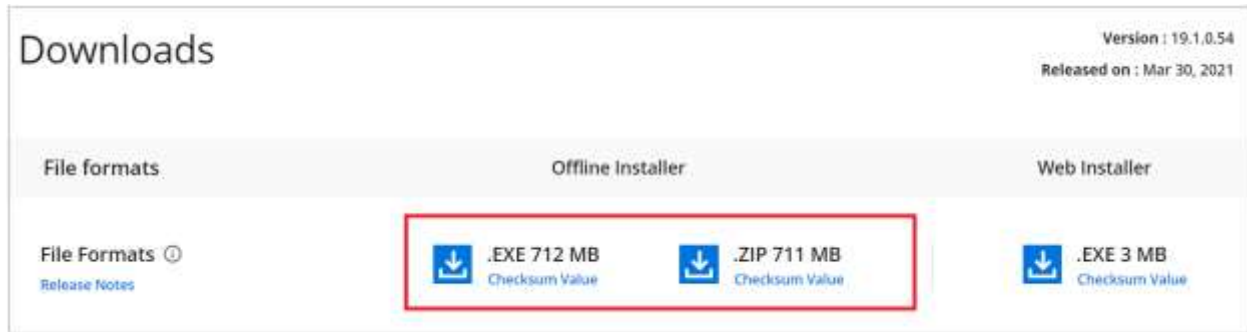 Downloads
Version : 19.1.0.54
Released on : Mar 30, 2021
File formats
Offline Installer
Web Installer
File Formats ⓘ
.EXE 712 MB
.ZIP 711 MB
.EXE 3 MB
Release Notes
Checksum Value
Checksum Value
Checksum Value